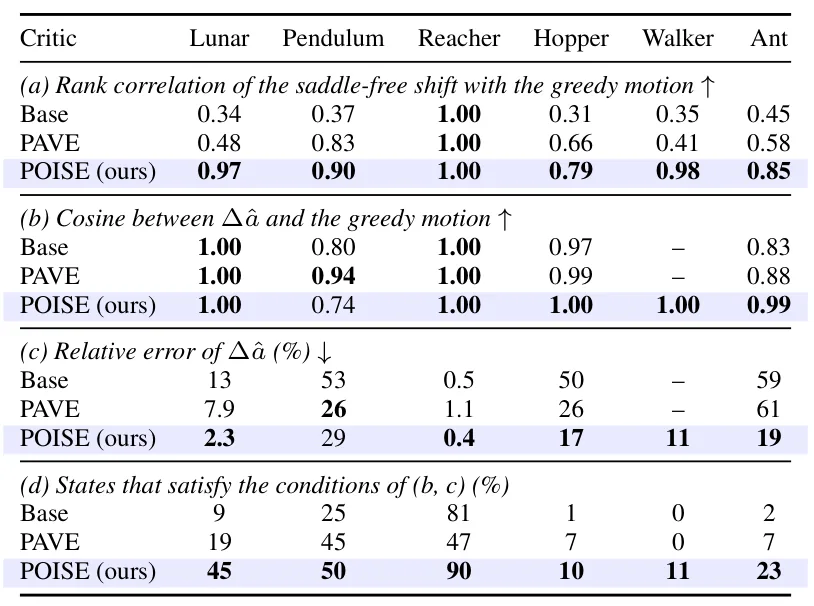 Critic Lunar Pendulum Reacher Hopper Walker Ant
(a) Rank correlation of the saddle-free shift with the greedy motion ↑
Base 0.34 0.37 1.00 0.31 0.35 0.45
PAVE 0.48 0.83 1.00 0.66 0.41 0.58
POISE (ours) 0.97 0.90 1.00 0.79 0.98 0.85
(b) Cosine between Δâ and the greedy motion ↑
Base 1.00 0.80 1.00 0.97 – 0.83
PAVE 1.00 0.94 1.00 0.99 – 0.88
POISE (ours) 1.00 0.74 1.00 1.00 1.00 0.99
(c) Relative error of Δâ (%) ↓
Base 13 53 0.5 50 – 59
PAVE 7.9 26 1.1 26 – 61
POISE (ours) 2.3 29 0.4 17 11 19
(d) States that satisfy the conditions of (b, c) (%)
Base 9 25 81 1 0 2
PAVE 19 45 47 7 0 7
POISE (ours) 45 50 90 10 11 23